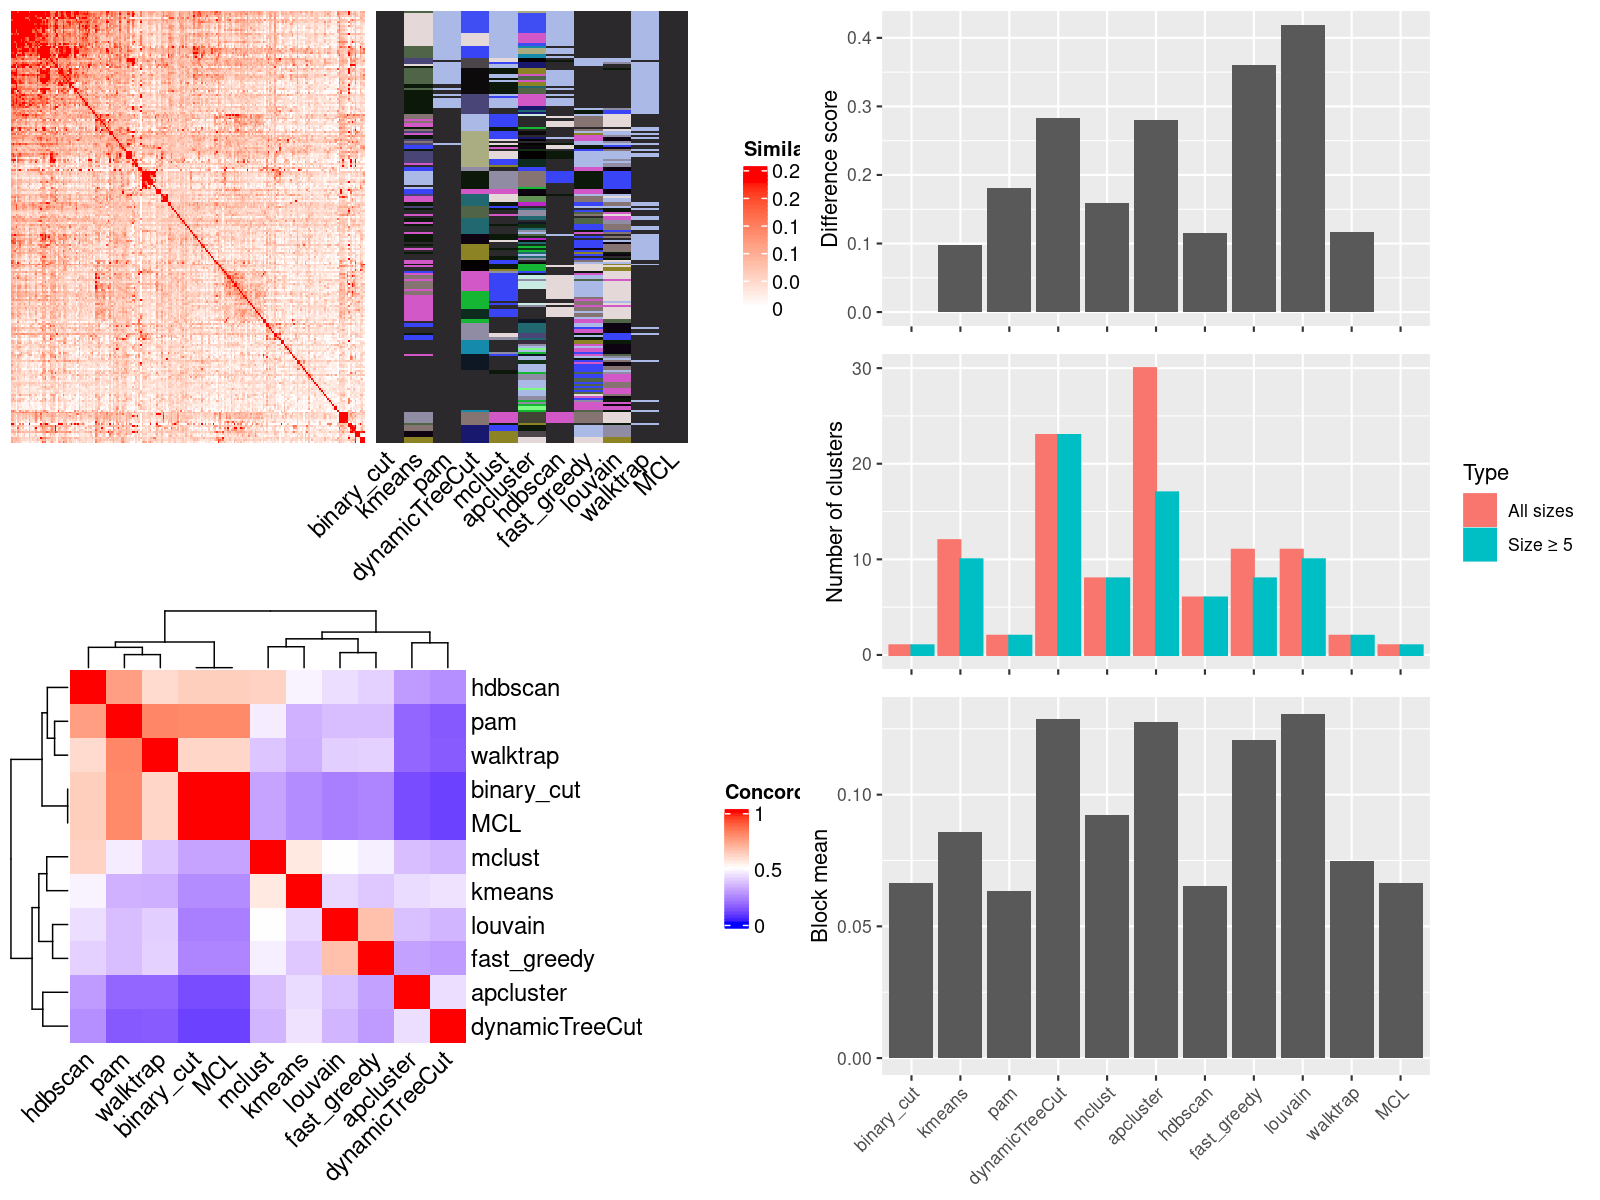 Simila
0.2
0.2
0.1
0.1
0.0
0
binary_cut
kmeans
pam
dynamicTreeCut
mclust
apcluster
hdbscan
fast_greedy
louvain
walktrap
MCL
hdbscan
pam
walktrap
binary_cut
MCL
mclust
kmeans
louvain
fast_greedy
apcluster
dynamicTreeCut
hdbscan
pam
walktrap
binary_cut
MCL
mclust
kmeans
louvain
fast_greedy
apcluster
dynamicTreeCut
Concord
1
0.5
0
Difference score
0.4
0.3
0.2
0.1
0.0
Number of clusters
30
20
10
0
Type
All sizes
Size ≥ 5
Block mean
0.10
0.05
0.00
binary_cut
kmeans
pam
dynamicTreeCut
mclust
apcluster
hdbscan
fast_greedy
louvain
walktrap
MCL